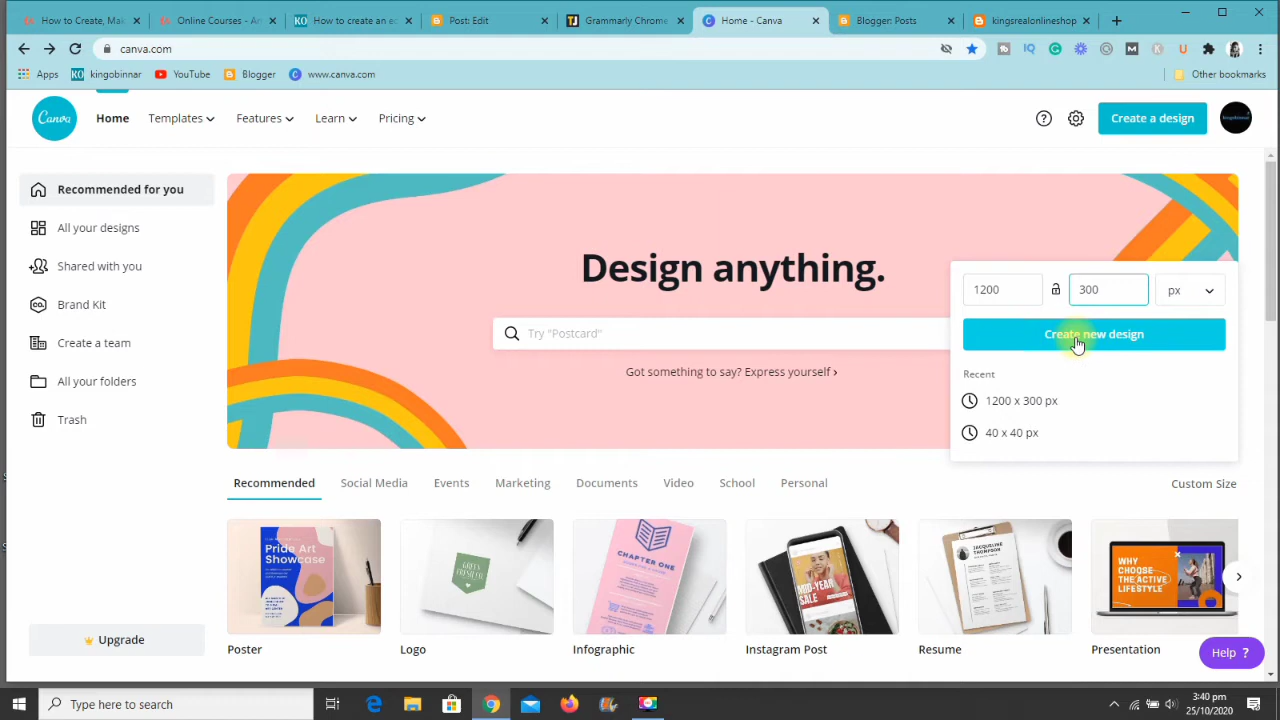 How to Create, Mak
Online Courses - An
How to create an ec
Post: Edit
Grammarly Chrome
Home - Canva
Blogger: Posts
kingsrealonlineshop
canva.com
Apps
kingobinnar
YouTube
Blogger
www.canva.com
Other bookmarks
Canva
Home
Templates
Features
Learn
Pricing
Create a design
Recommended for you
All your designs
Shared with you
Brand Kit
Create a team
All your folders
Trash
Upgrade
Design anything.
Try "Postcard"
Got something to say? Express yourself ›
1200
300
px
Create new design
Recent
1200 x 300 px
40 x 40 px
Recommended
Social Media
Events
Marketing
Documents
Video
School
Personal
Custom Size
Pride Art
Showcase
CHAPTER ONE
MID-YEAR
SALE
JACQUELINE
THOMPSON
WHY
CHOOSE
THE ACTIVE
LIFESTYLE?
Poster
Logo
Infographic
Instagram Post
Resume
Presentation
Help ?
Type here to search
3:40 pm
25/10/2020